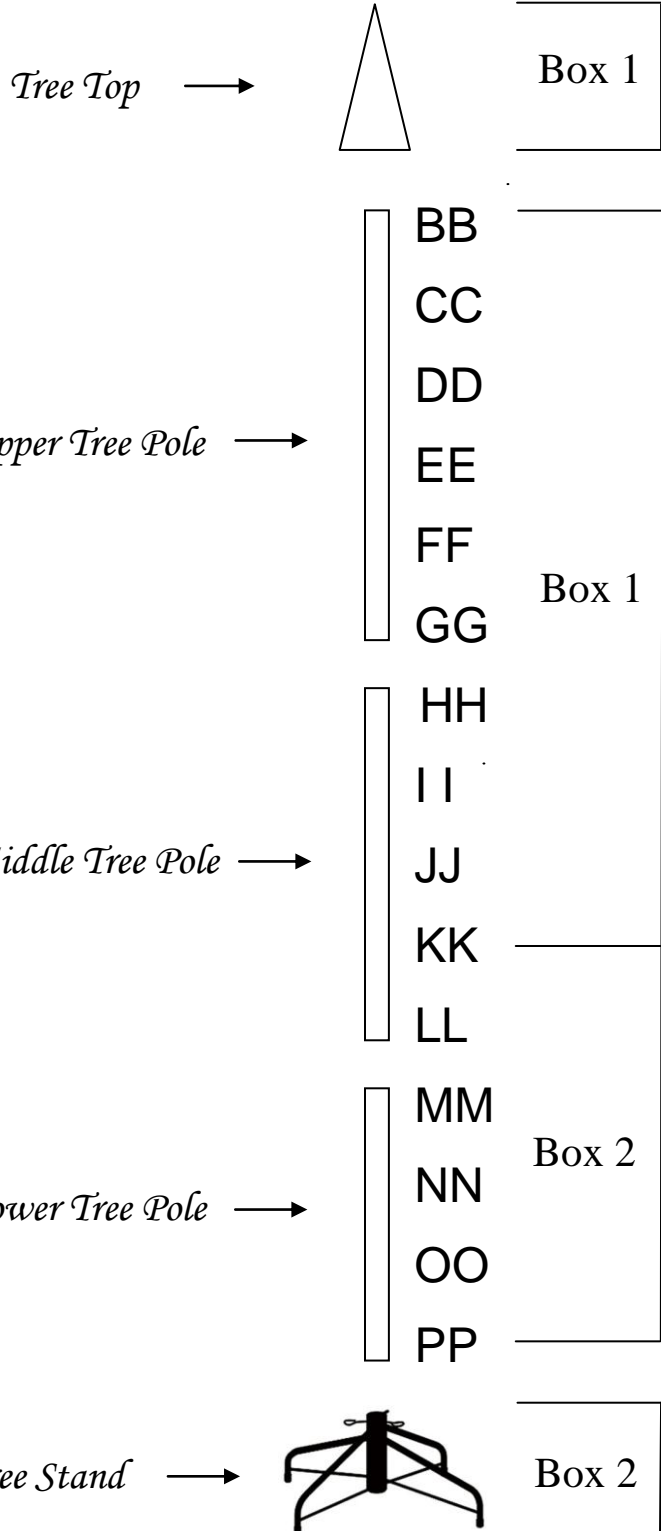 Tree Top
Box 1
BB
CC
DD
EE
pper Tree Pole
FF
Box 1
GG
HH
I I
JJ
iddle Tree Pole
KK
LL
MM
Box 2
NN
ower Tree Pole
OO
PP
ree Stand
Box 2